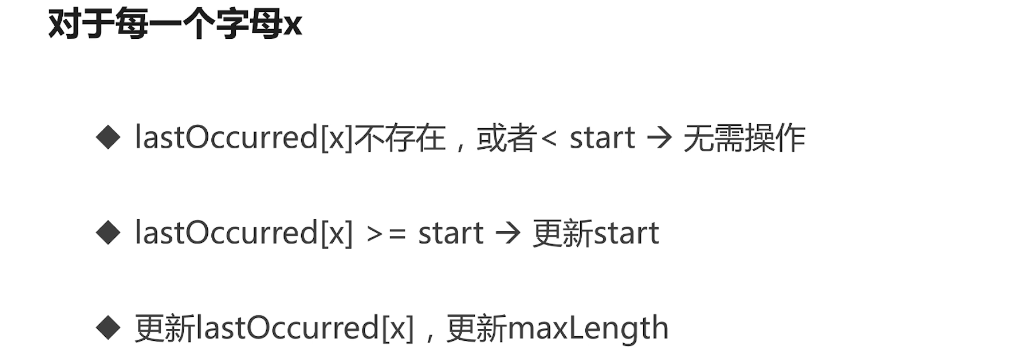 对于每一个字母x
◆ lastOccurred[x]不存在，或者< start → 无需操作
◆ lastOccurred[x] >= start → 更新start
◆ 更新lastOccurred[x]，更新maxLength